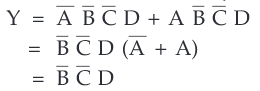 Y = A̅ B̅ C̅ D + A B̅ C̅ D
= B̅ C̅ D (A̅ + A)
= B̅ C̅ D